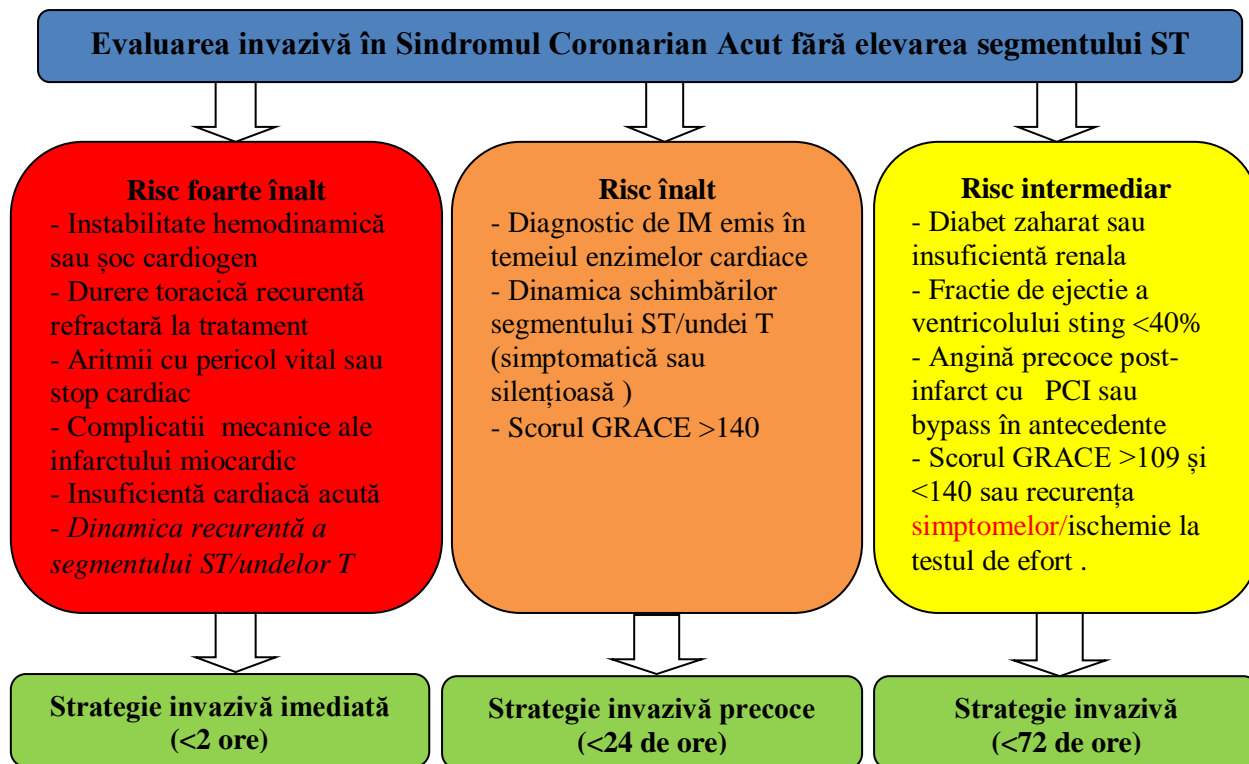 Evaluarea invazivă în Sindromul Coronarian Acut fără elevarea segmentului ST
Risc foarte înalt
- Instabilitate hemodinamică
sau șoc cardiogen
- Durere toracică recurentă
refractară la tratament
- Aritmii cu pericol vital sau
stop cardiac
- Complicatii mecanice ale
infarctului miocardic
- Insuficientă cardiacă acută
- Dinamica recurentă a
segmentului ST/undelor T
Risc înalt
- Diagnostic de IM emis în
temeiul enzimelor cardiace
- Dinamica schimbărilor
segmentului ST/undei T
(simptomatică sau
silențioasă )
- Scorul GRACE >140
Risc intermediar
- Diabet zaharat sau
insuficientă renala
- Fractie de ejectie a
ventricolului sting <40%
- Angină precoce post-
infarct cu PCI sau
bypass în antecedente
- Scorul GRACE >109 și
<140 sau recurența
simptomelor/ischemie la
testul de efort .
Strategie invazivă imediată
(<2 ore)
Strategie invazivă precoce
(<24 de ore)
Strategie invazivă
(<72 de ore)